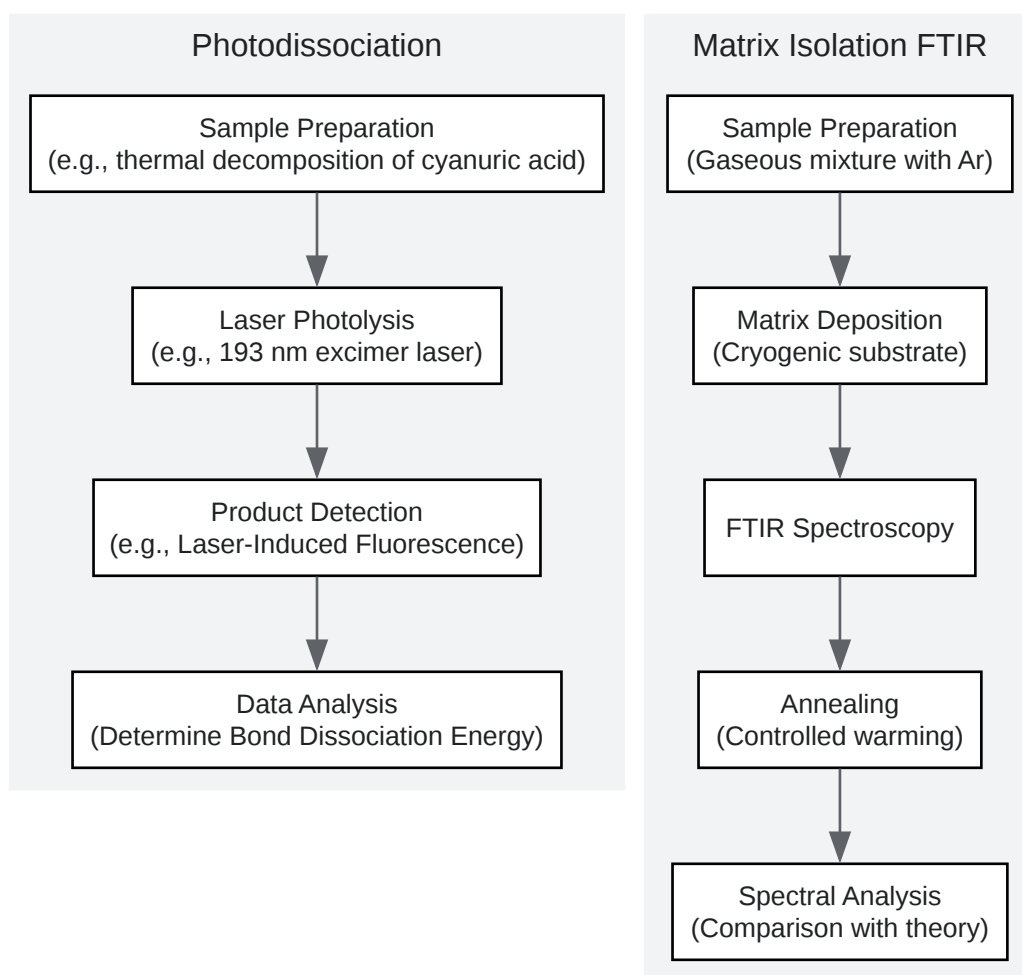 Photodissociation
Sample Preparation
(e.g., thermal decomposition of cyanuric acid)
Laser Photolysis
(e.g., 193 nm excimer laser)
Product Detection
(e.g., Laser-Induced Fluorescence)
Data Analysis
(Determine Bond Dissociation Energy)
Matrix Isolation FTIR
Sample Preparation
(Gaseous mixture with Ar)
Matrix Deposition
(Cryogenic substrate)
FTIR Spectroscopy
Annealing
(Controlled warming)
Spectral Analysis
(Comparison with theory)